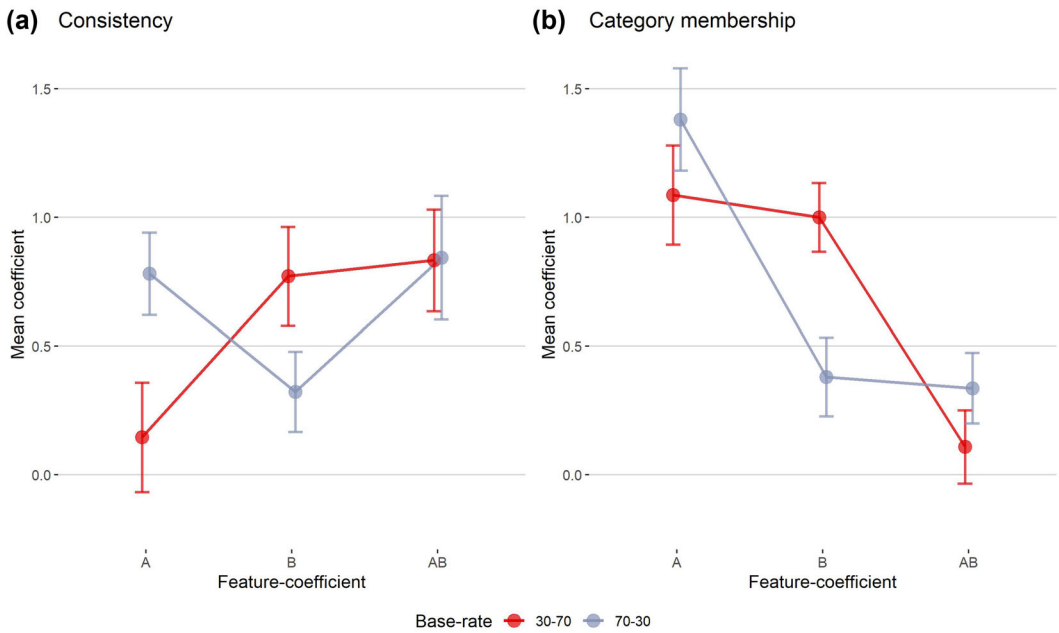 (a) Consistency
1.5
1.0
0.5
0.0
Mean coefficient
A B AB
Feature-coefficient
(b) Category membership
1.5
1.0
0.5
0.0
Mean coefficient
A B AB
Feature-coefficient
Base-rate 30-70 70-30